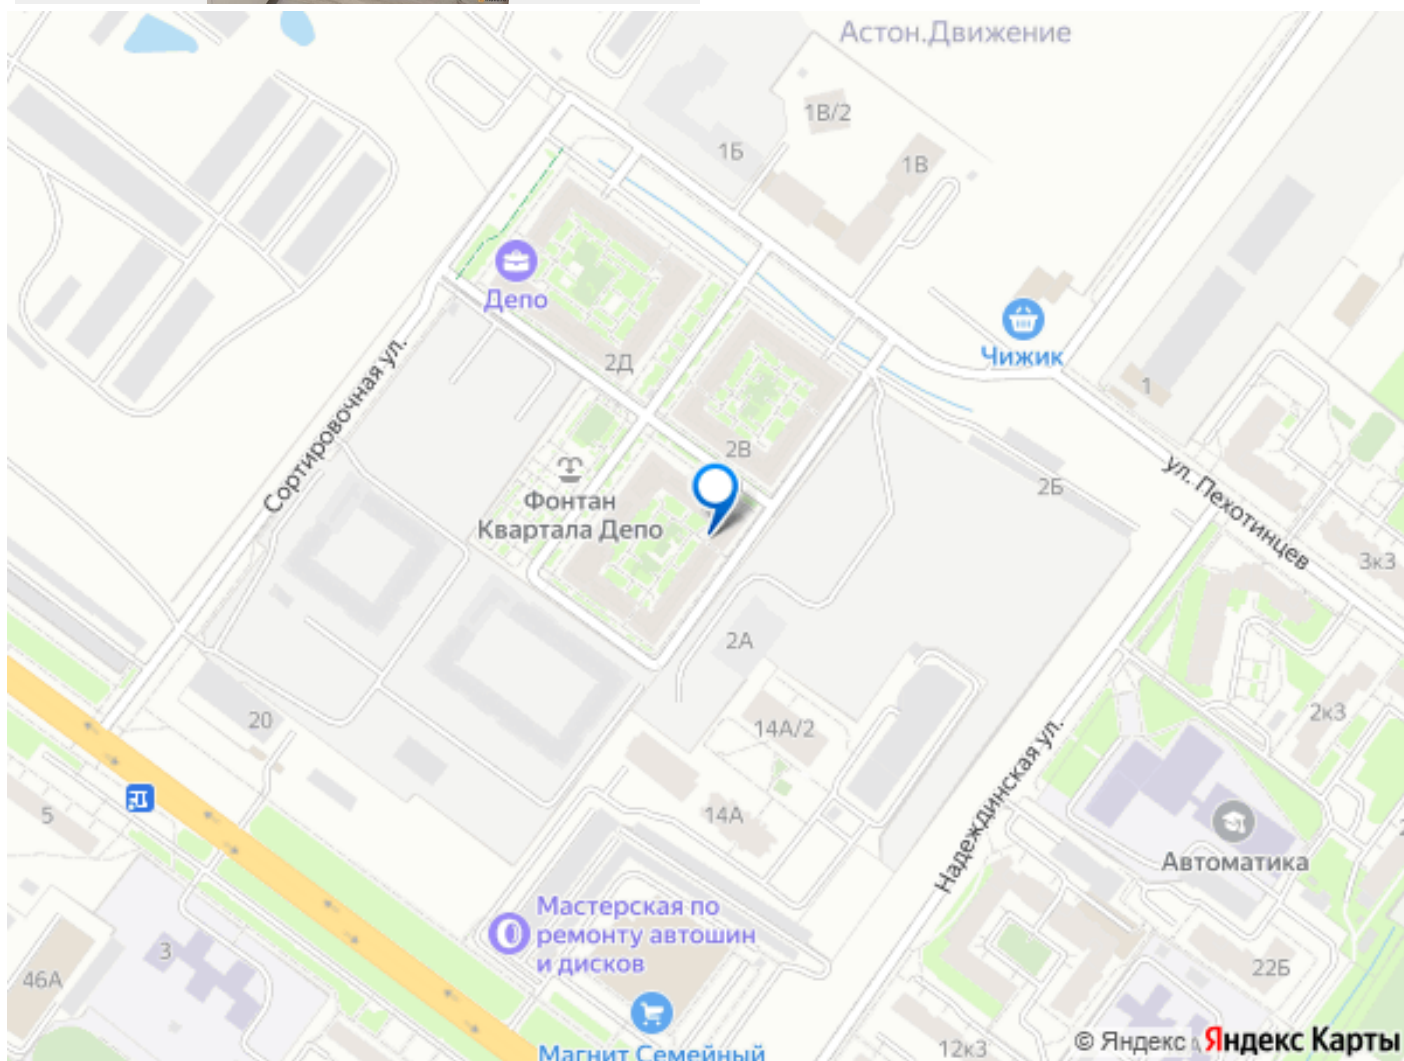 Астон.Движение
1В/2
1Б
1В
Депо
Чижик
2Д
1
Сортировочная ул.
2В
ул. Пехотинцев
2Б
Фонтан
Квартала Депо
3к3
2А
20
14А/2
2к3
Надеждинская ул.
5
14А
Автоматика
Мастерская по
ремонту автошин
и дисков
3
46А
22Б
12к3
Магнит Семейный
© Яндекс
Яндекс Карты